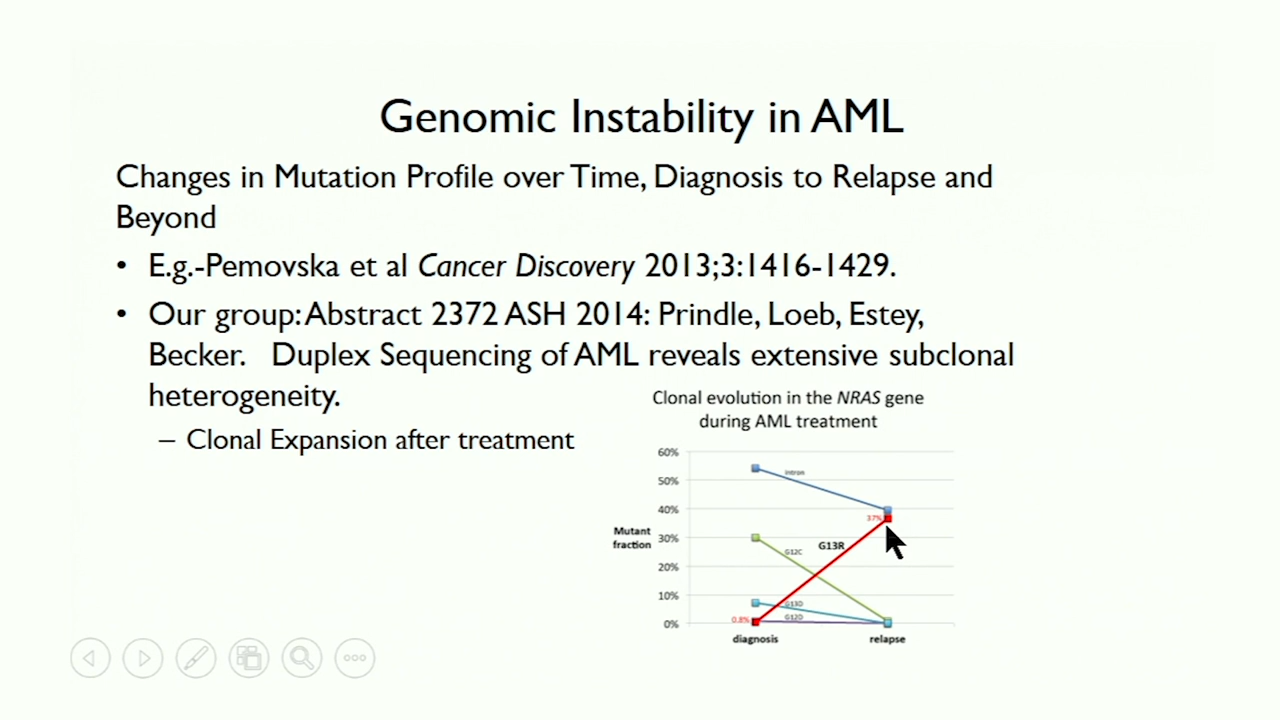 Genomic Instability in AML
Changes in Mutation Profile over Time, Diagnosis to Relapse and
Beyond
• E.g.-Pemovska et al Cancer Discovery 2013;3:1416-1429.
• Our group: Abstract 2372 ASH 2014: Prindle, Loeb, Estey,
Becker. Duplex Sequencing of AML reveals extensive subclonal
heterogeneity.
– Clonal Expansion after treatment
Clonal evolution in the NRAS gene
during AML treatment
60%
50%
40%
30%
20%
10%
0%
Mutant
fraction
Intron
37%
G13R
G12C
G13D
0.8%
G12D
diagnosis
relapse